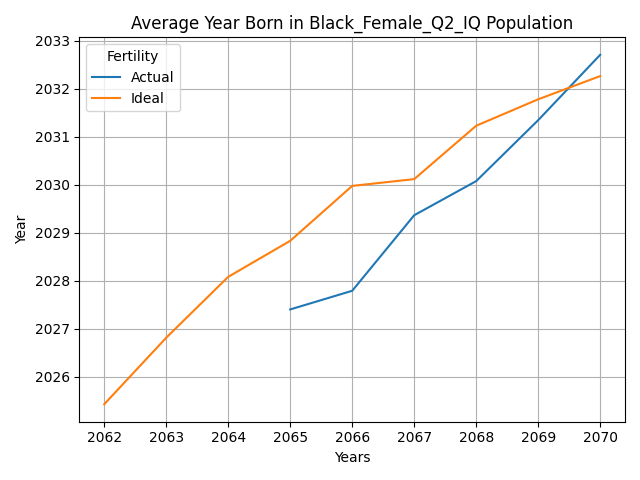 Average Year Born in Black_Female_Q2_IQ Population
Fertility
Actual
Ideal
Year
2033
2032
2031
2030
2029
2028
2027
2026
2062 2063 2064 2065 2066 2067 2068 2069 2070
Years